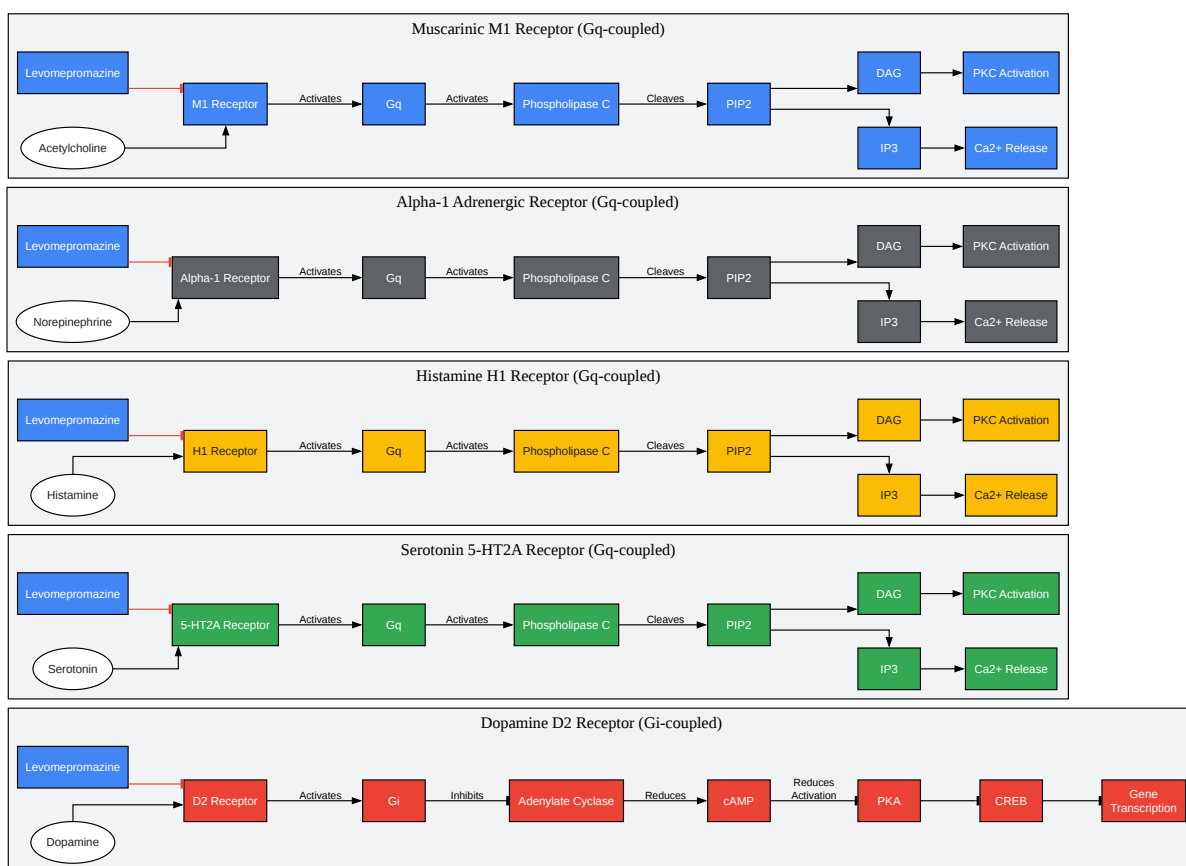 Muscarinic M1 Receptor (Gq-coupled)
Levomepromazine
M1 Receptor
Acetylcholine
Activates
Gq
Activates
Phospholipase C
Cleaves
PIP2
DAG
PKC Activation
IP3
Ca2+ Release
Alpha-1 Adrenergic Receptor (Gq-coupled)
Levomepromazine
Alpha-1 Receptor
Norepinephrine
Activates
Gq
Activates
Phospholipase C
Cleaves
PIP2
DAG
PKC Activation
IP3
Ca2+ Release
Histamine H1 Receptor (Gq-coupled)
Levomepromazine
H1 Receptor
Histamine
Activates
Gq
Activates
Phospholipase C
Cleaves
PIP2
DAG
PKC Activation
IP3
Ca2+ Release
Serotonin 5-HT2A Receptor (Gq-coupled)
Levomepromazine
5-HT2A Receptor
Serotonin
Activates
Gq
Activates
Phospholipase C
Cleaves
PIP2
DAG
PKC Activation
IP3
Ca2+ Release
Dopamine D2 Receptor (Gi-coupled)
Levomepromazine
D2 Receptor
Dopamine
Activates
Gi
Inhibits
Adenylate Cyclase
Reduces
cAMP
Reduces
Activation
PKA
CREB
Gene
Transcription